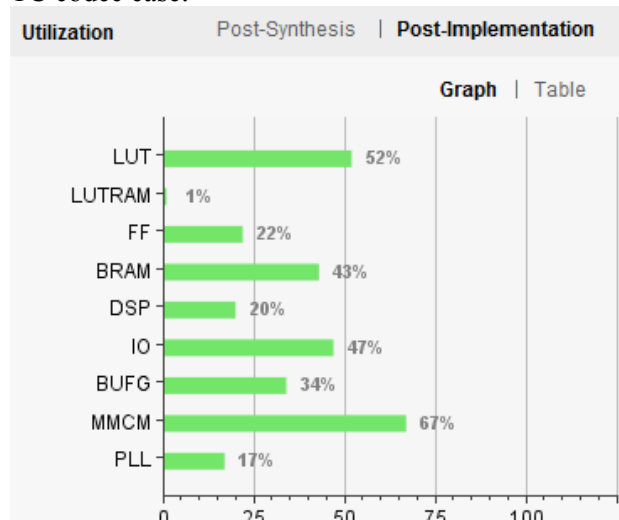 Utilization Post-Synthesis | Post-Implementation
Graph | Table
LUT 52%
LUTRAM 1%
FF 22%
BRAM 43%
DSP 20%
IO 47%
BUFG 34%
MMCM 67%
PLL 17%
0 25 50 75 100